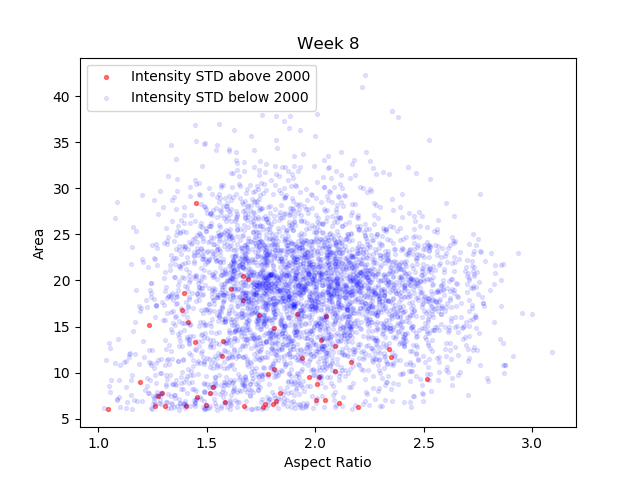 Week 8
Intensity STD above 2000
Intensity STD below 2000
40
35
30
25
20
15
10
5
Area
1.0 1.5 2.0 2.5 3.0
Aspect Ratio